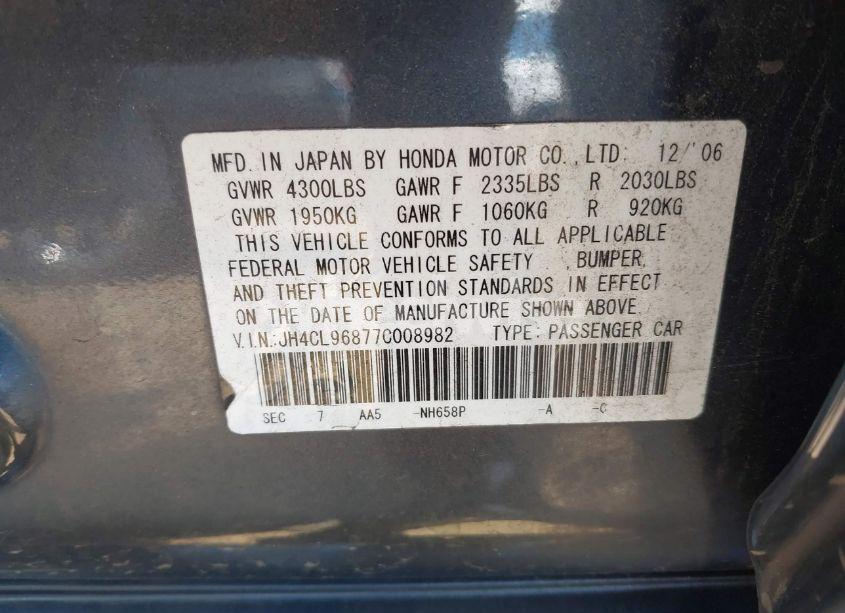 MFD. IN JAPAN BY HONDA MOTOR CO.,LTD. 12/'06
GVWR 4300LBS GAWR F 2335LBS R 2030LBS
GVWR 1950KG GAWR F 1060KG R 920KG
THIS VEHICLE CONFORMS TO ALL APPLICABLE
FEDERAL MOTOR VEHICLE SAFETY ,BUMPER,
AND THEFT PREVENTION STANDARDS IN EFFECT
ON THE DATE OF MANUFACTURE SHOWN ABOVE.
V.I.N.:JH4CL96877C008982 TYPE: PASSENGER CAR
SEC 7 AA5 -NH658P -A -C